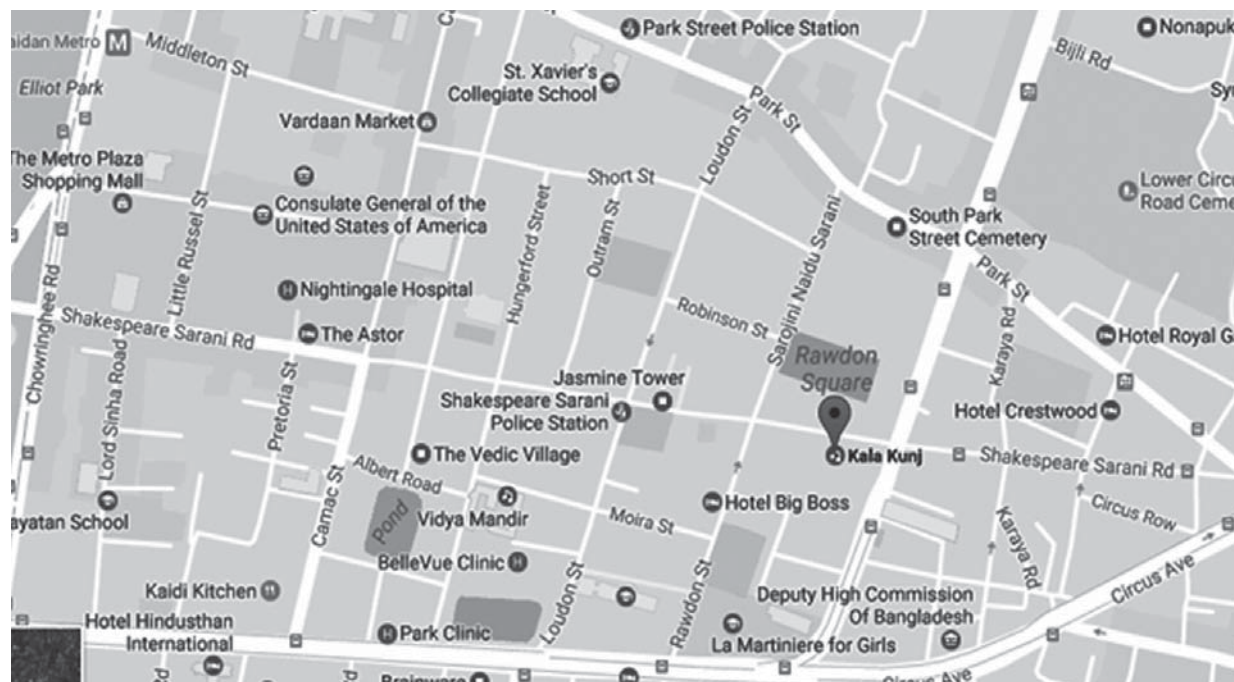 Park Street Police Station
Nonapuk
aidan Metro
M
Middleton St
Bijli Rd
Elliot Park
St. Xavier's
Collegiate School
Park St
Vardaan Market
Loudon St
The Metro Plaza
Shopping Mall
Short St
Lower Circu
Road Ceme
Little Russel St
Consulate General of the
United States of America
Hungerford Street
Outram St
Sarojini Naidu Sarani
South Park
Street Cemetery
Park St
Nightingale Hospital
H
Chowringhee Rd
Shakespeare Sarani Rd
The Astor
Robinson St
Karaya Rd
Hotel Royal G
Rawdon
Square
Lord Sinha Road
Pretoria St
Jasmine Tower
Shakespeare Sarani
Police Station
Hotel Crestwood
The Vedic Village
Kala Kunj
Shakespeare Sarani Rd
Albert Road
Camac St
Pond
Vidya Mandir
Moira St
Hotel Big Boss
Circus Row
ayatan School
Karaya Rd
BelleVue Clinic
H
Kaidi Kitchen
Loudon St
Rawdon St
Deputy High Commission
Of Bangladesh
Circus Ave
Hotel Hindusthan
International
H
Park Clinic
La Martiniere for Girls
Brainware
Circus Ave